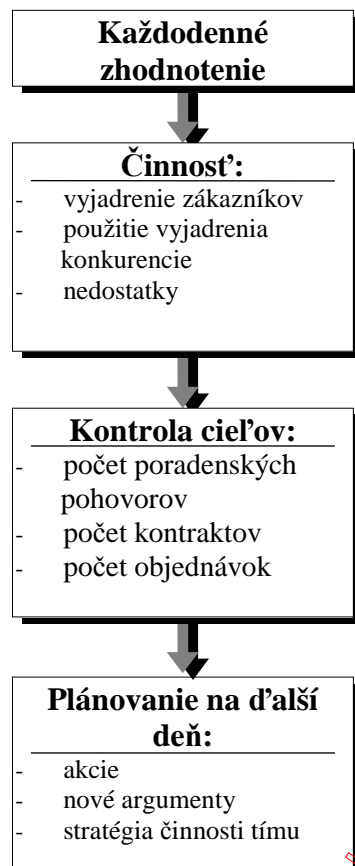 Každodenné
zhodnotenie
Činnosť:
- vyjadrenie zákazníkov
- použitie vyjadrenia
konkurencie
- nedostatky
Kontrola cieľov:
- počet poradenských
pohovorov
- počet kontraktov
- počet objednávok
Plánovanie na ďalší
deň:
- akcie
- nové argumenty
- stratégia činnosti tímu